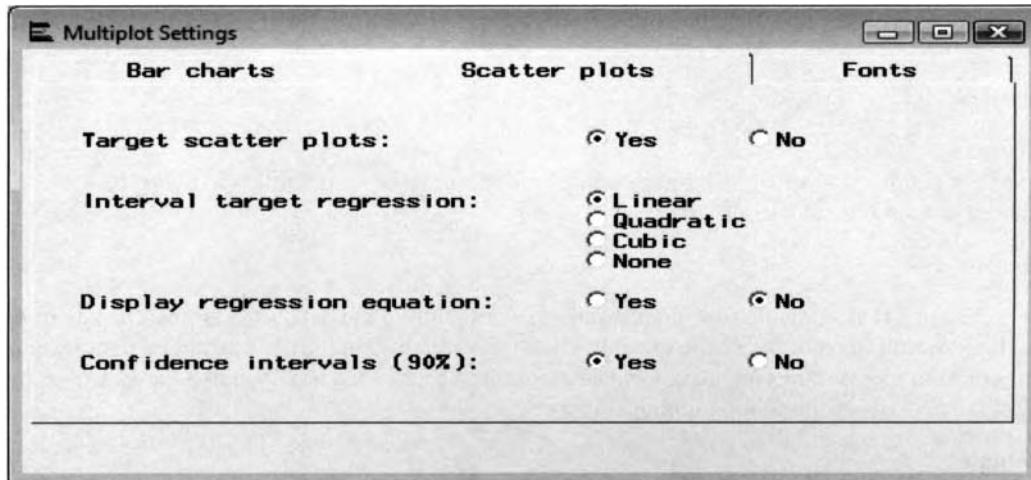 Multiplot Settings
Bar charts Scatter plots Fonts
Target scatter plots: Yes No
Interval target regression: Linear
Quadratic
Cubic
None
Display regression equation: Yes No
Confidence intervals (90%): Yes No